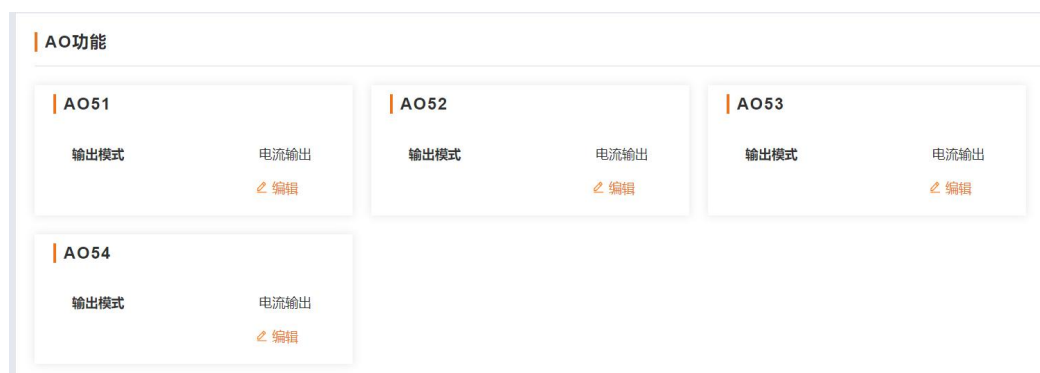 AO功能
AO51 AO52 AO53
输出模式 电流输出 输出模式 电流输出 输出模式 电流输出
编辑 编辑 编辑
AO54
输出模式 电流输出
编辑